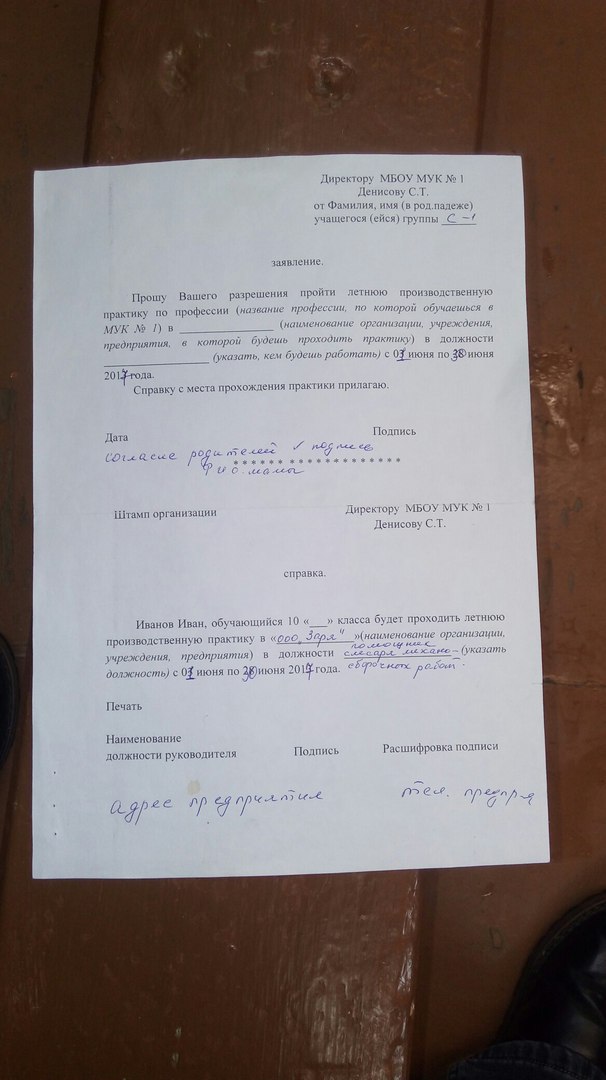 Директору МБОУ МУК № 1
Денисову С.Т.
от Фамилия, имя (в род.падеже)
учащегося (ейся) группы С-1
заявление.
Прошу Вашего разрешения пройти летнюю производственную
практику по профессии (название профессии, по которой обучаешься в
МУК № 1) в ________________ (наименование организации, учреждения,
предприятия, в которой будешь проходить практику) в должности
__________________ (указать, кем будешь работать) с 01 июня по 30 июня
2017 года.
Справку с места прохождения практики прилагаю.
Дата Подпись
согласие родителей √ подпись
* * * * * * * * * * * * * * * * * * * *
ФИО. мамы
Штамп организации Директору МБОУ МУК № 1
Денисову С.Т.
справка.
Иванов Иван, обучающийся 10 «___» класса будет проходить летнюю
производственную практику в «ООО "Заря"»(наименование организации,
помощник
учреждения, предприятия) в должности слесаря механо- (указать
должность) с 01 июня по 30 июня 2017 года. сборочных работ.
Печать
Наименование
должности руководителя Подпись Расшифровка подписи
адрес предприятия тел. предпр